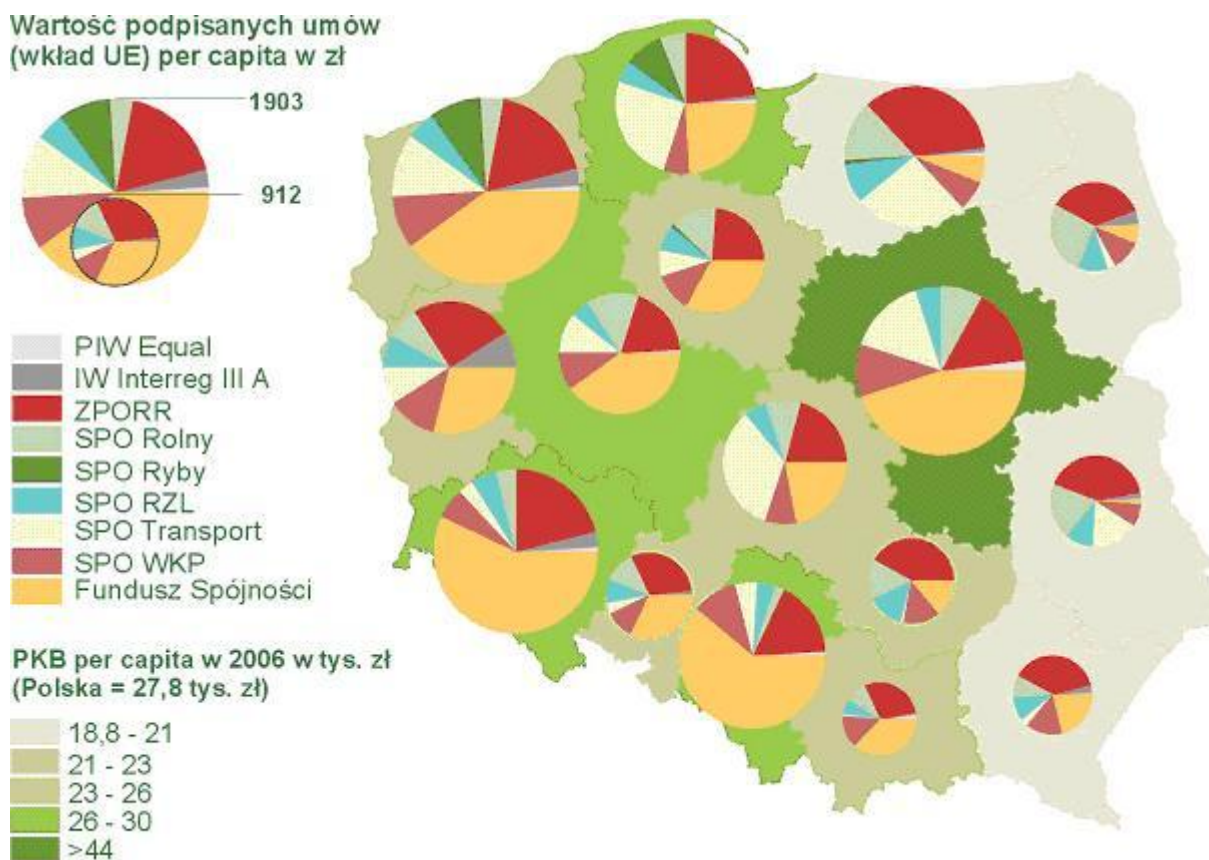 Wartość podpisanych umów
(wkład UE) per capita w zł
1903
912
PIW Equal
IW Interreg III A
ZPORR
SPO Rolny
SPO Ryby
SPO RZL
SPO Transport
SPO WKP
Fundusz Spójności
PKB per capita w 2006 w tys. zł
(Polska = 27,8 tys. zł)
18,8 - 21
21 - 23
23 - 26
26 - 30
>44